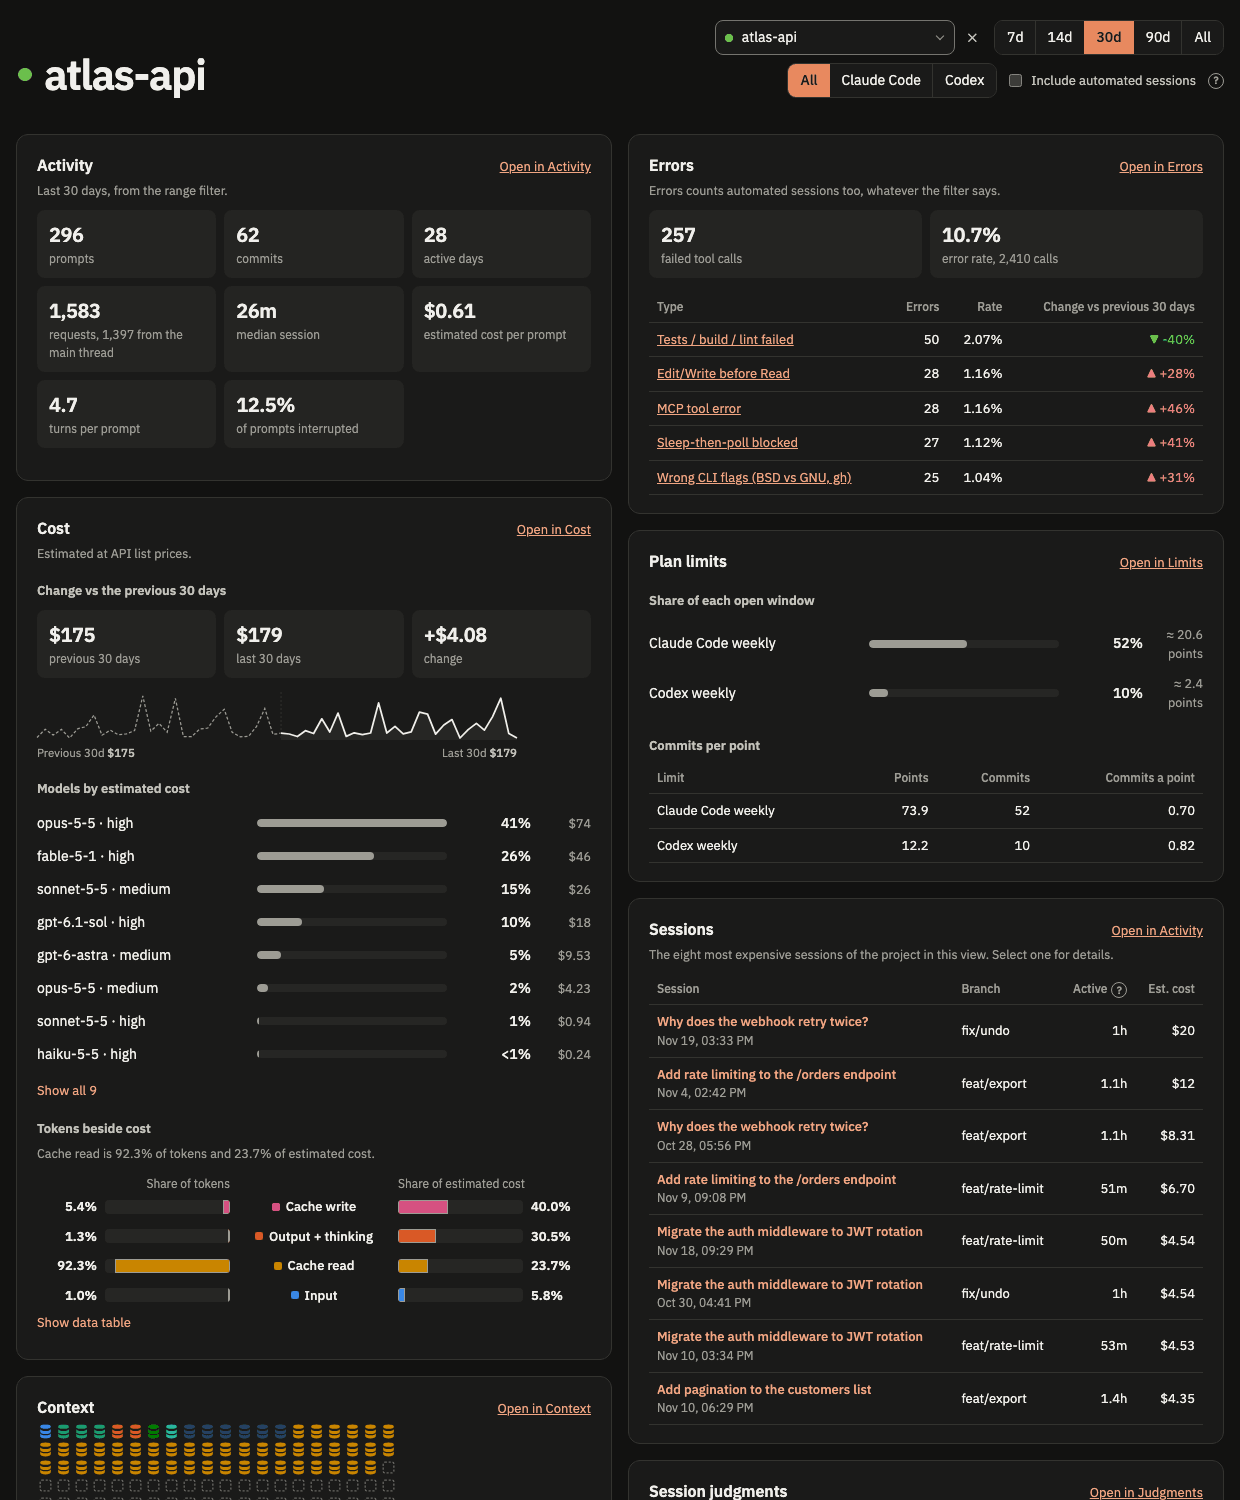 atlas-api
atlas-api
×
7d
14d
30d
90d
All
All
Claude Code
Codex
Include automated sessions
?
Activity
Open in Activity
Last 30 days, from the range filter.
296
prompts
62
commits
28
active days
1,583
requests, 1,397 from the
main thread
26m
median session
$0.61
estimated cost per prompt
4.7
turns per prompt
12.5%
of prompts interrupted
Cost
Open in Cost
Estimated at API list prices.
Change vs the previous 30 days
$175
previous 30 days
$179
last 30 days
+$4.08
change
Previous 30d $175
Last 30d $179
Models by estimated cost
opus-5-5 · high 41% $74
fable-5-1 · high 26% $46
sonnet-5-5 · medium 15% $26
gpt-6.1-sol · high 10% $18
gpt-6-astra · medium 5% $9.53
opus-5-5 · medium 2% $4.23
sonnet-5-5 · high 1% $0.94
haiku-5-5 · high <1% $0.24
Show all 9
Tokens beside cost
Cache read is 92.3% of tokens and 23.7% of estimated cost.
Share of tokens Share of estimated cost
5.4% Cache write 40.0%
1.3% Output + thinking 30.5%
92.3% Cache read 23.7%
1.0% Input 5.8%
Show data table
Context
Open in Context
Errors
Open in Errors
Errors counts automated sessions too, whatever the filter says.
257
failed tool calls
10.7%
error rate, 2,410 calls
Type Errors Rate Change vs previous 30 days
Tests / build / lint failed 50 2.07% ▼ -40%
Edit/Write before Read 28 1.16% ▲ +28%
MCP tool error 28 1.16% ▲ +46%
Sleep-then-poll blocked 27 1.12% ▲ +41%
Wrong CLI flags (BSD vs GNU, gh) 25 1.04% ▲ +31%
Plan limits
Open in Limits
Share of each open window
Claude Code weekly 52% ≈ 20.6
points
Codex weekly 10% ≈ 2.4
points
Commits per point
Limit Points Commits Commits a point
Claude Code weekly 73.9 52 0.70
Codex weekly 12.2 10 0.82
Sessions
Open in Activity
The eight most expensive sessions of the project in this view. Select one for details.
Session Branch Active ? Est. cost
Why does the webhook retry twice?
Nov 19, 03:33 PM
fix/undo 1h $20
Add rate limiting to the /orders endpoint
Nov 4, 02:42 PM
feat/export 1.1h $12
Why does the webhook retry twice?
Oct 28, 05:56 PM
feat/export 1.1h $8.31
Add rate limiting to the /orders endpoint
Nov 9, 09:08 PM
feat/rate-limit 51m $6.70
Migrate the auth middleware to JWT rotation
Nov 18, 09:29 PM
feat/rate-limit 50m $4.54
Migrate the auth middleware to JWT rotation
Oct 30, 04:41 PM
fix/undo 1h $4.54
Migrate the auth middleware to JWT rotation
Nov 10, 03:34 PM
feat/rate-limit 53m $4.53
Add pagination to the customers list
Nov 10, 06:29 PM
feat/export 1.4h $4.35
Session judgments
Open in Judgments